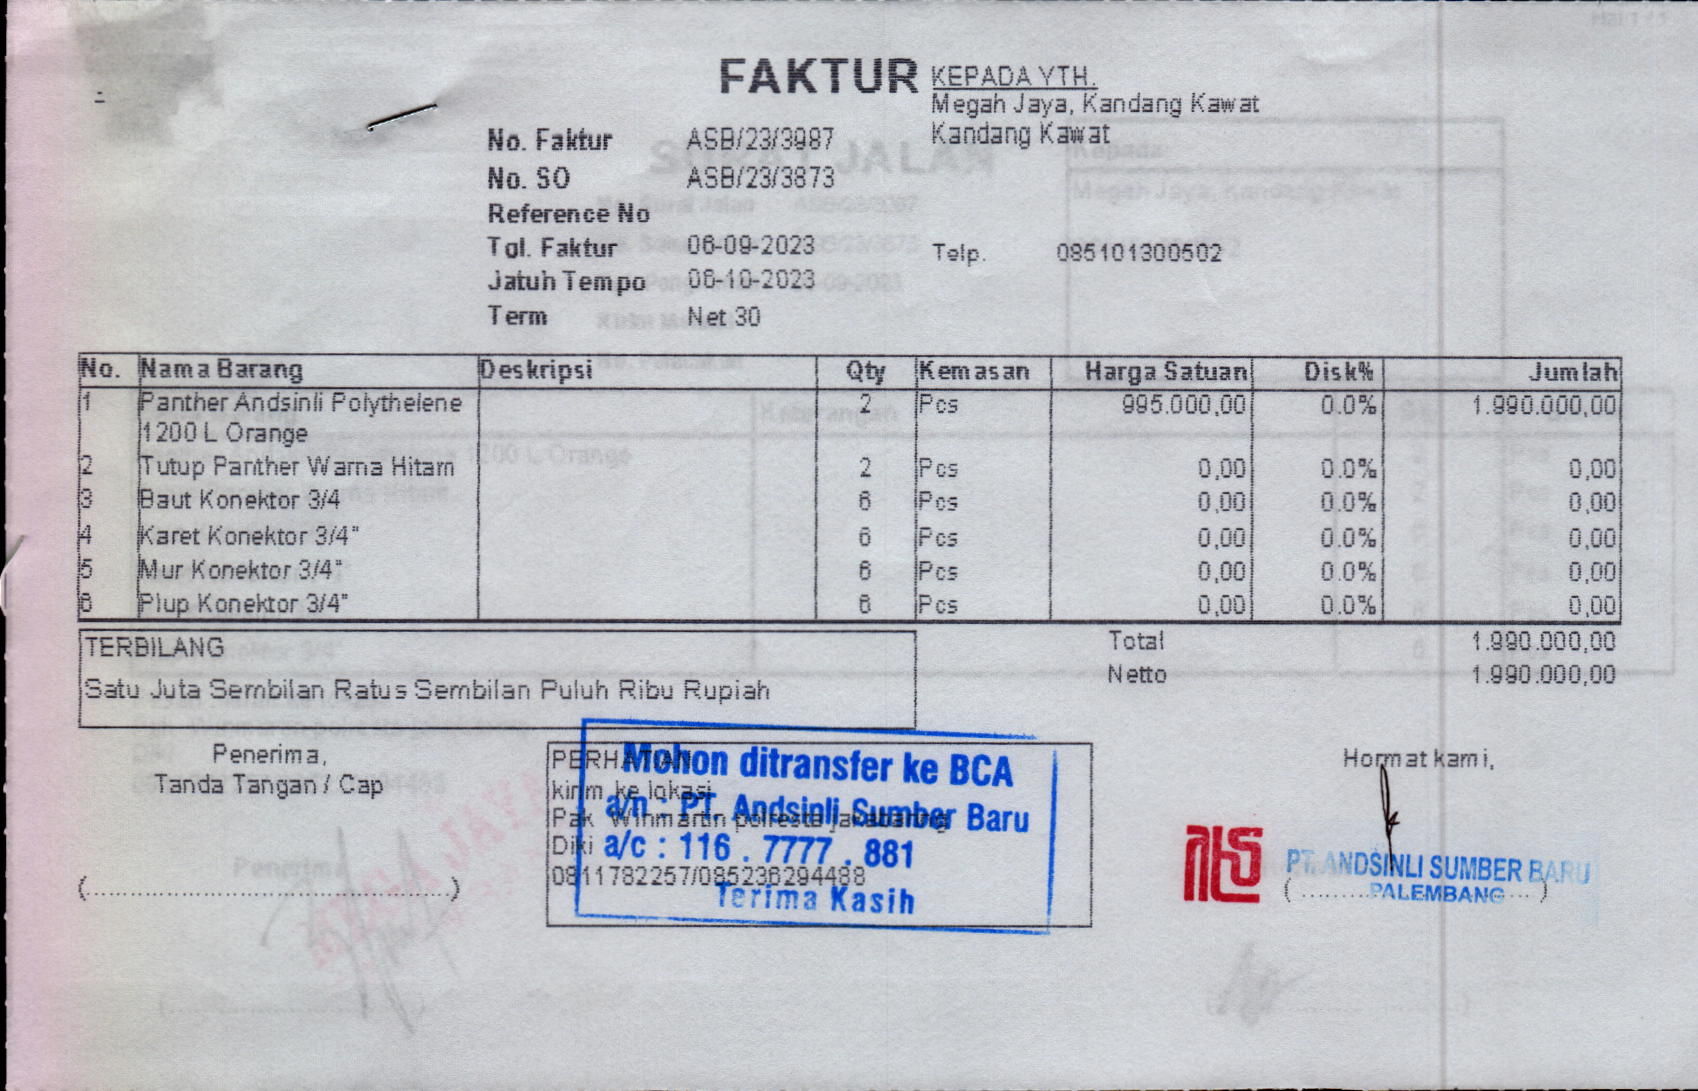 FAKTUR
KEPADA YTH.
Megah Jaya, Kandang Kawat
Kandang Kawat
No. Faktur ASB/23/3987
No. SO ASB/23/3873
Reference No
Tgl. Faktur 06-09-2023
Telp. 085101300502
Jatuh Tempo 06-10-2023
Term Net 30
No. Nama Barang Deskripsi Qty Kemasan Harga Satuan Disk% Jumlah
1 Panther Andsinli Polythelene 2 Pcs 995.000,00 0.0% 1.990.000,00
1200 L Orange
2 Tutup Panther Warna Hitam 2 Pcs 0,00 0.0% 0,00
3 Baut Konektor 3/4 6 Pcs 0,00 0.0% 0,00
4 Karet Konektor 3/4" 6 Pcs 0,00 0.0% 0,00
5 Mur Konektor 3/4" 6 Pcs 0,00 0.0% 0,00
6 Plup Konektor 3/4" 6 Pcs 0,00 0.0% 0,00
TERBILANG
Satu Juta Sembilan Ratus Sembilan Puluh Ribu Rupiah
Total 1.990.000,00
Netto 1.990.000,00
Penerima,
Tanda Tangan / Cap
PERHATIAN
kirim ke lokasi
Pak Winmartin polresta jakabaring
Diki
0811782257/085236294488
Mohon ditransfer ke BCA
a/n : PT. Andsinli Sumber Baru
a/c : 116 . 7777 . 881
Terima Kasih
Hormat kami,
PT. ANDSINLI SUMBER BARU
PALEMBANG